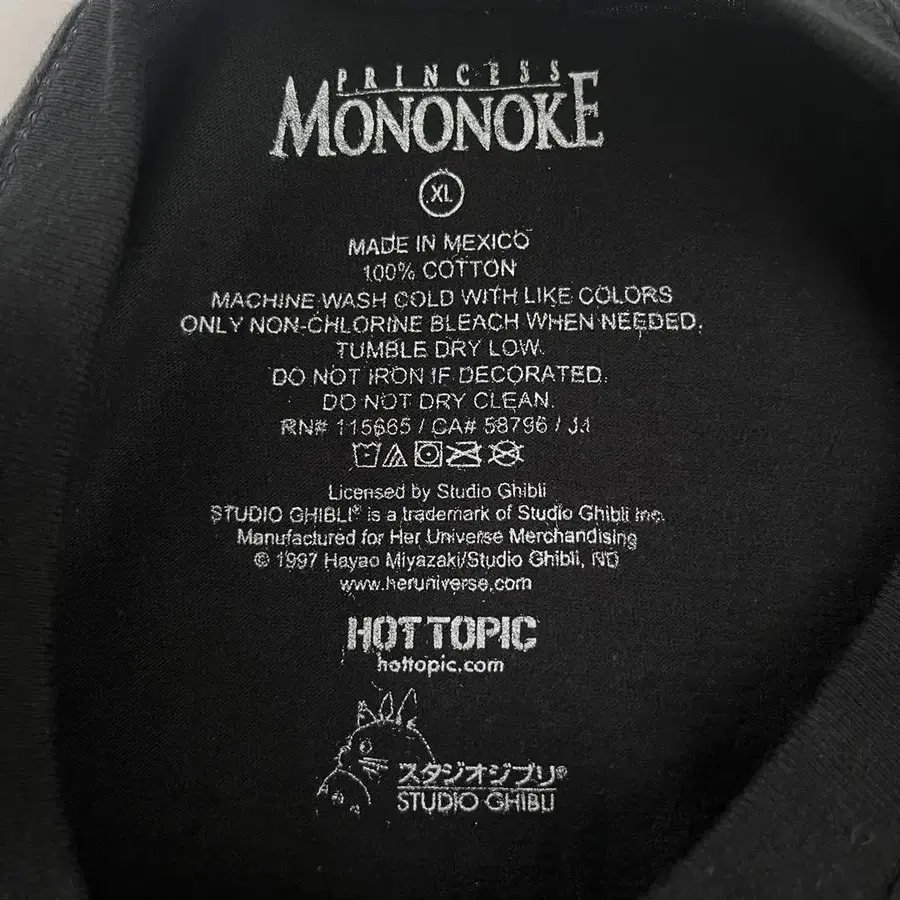 PRINCESS
MONONOKE
XL
MADE IN MEXICO
100% COTTON
MACHINE WASH COLD WITH LIKE COLORS
ONLY NON-CHLORINE BLEACH WHEN NEEDED.
TUMBLE DRY LOW.
DO NOT IRON IF DECORATED.
DO NOT DRY CLEAN.
RN# 115665 / CA# 58796 / J1
Licensed by Studio Ghibli
STUDIO GHIBLI® is a trademark of Studio Ghibli Inc.
Manufactured for Her Universe Merchandising
© 1997 Hayao Miyazaki/Studio Ghibli, ND
www.heruniverse.com
HOT TOPIC
hottopic.com
スタジオジブリ®
STUDIO GHIBLI